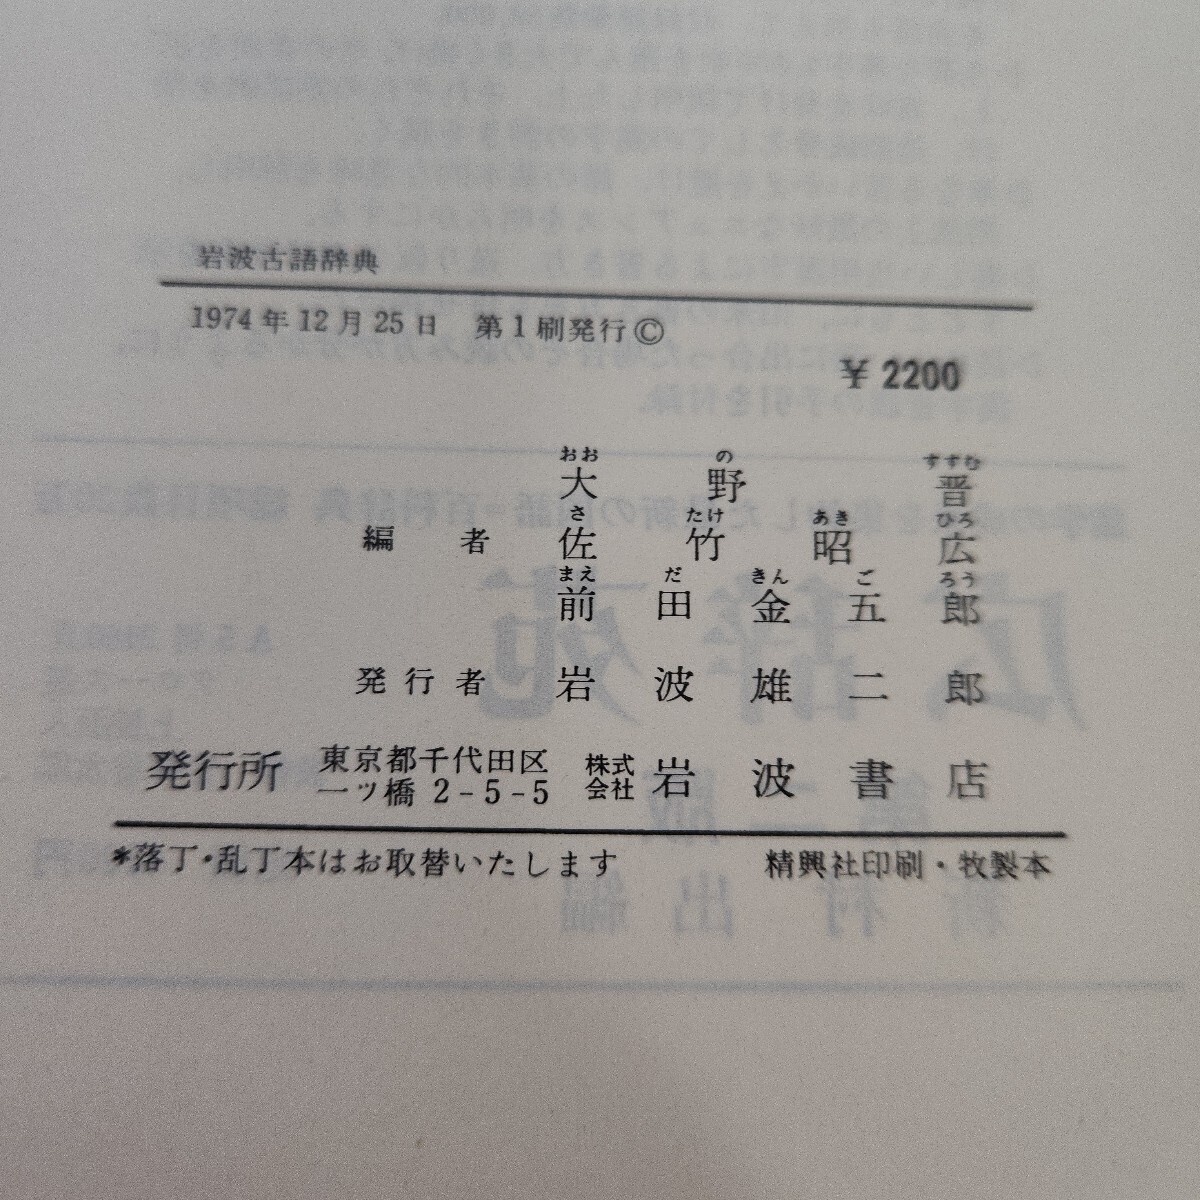 岩波古語辞典
1974年12月25日 第1刷発行©
¥2200
おお の すすむ
大野晋
さ たけ あき ひろ
編者 佐竹昭広
まえ だ きん ご ろう
前田金五郎
発行者 岩波雄二郎
発行所 東京都千代田区 一ツ橋 2-5-5 株式会社 岩波書店
*落丁・乱丁本はお取替いたします 精興社印刷・牧製本